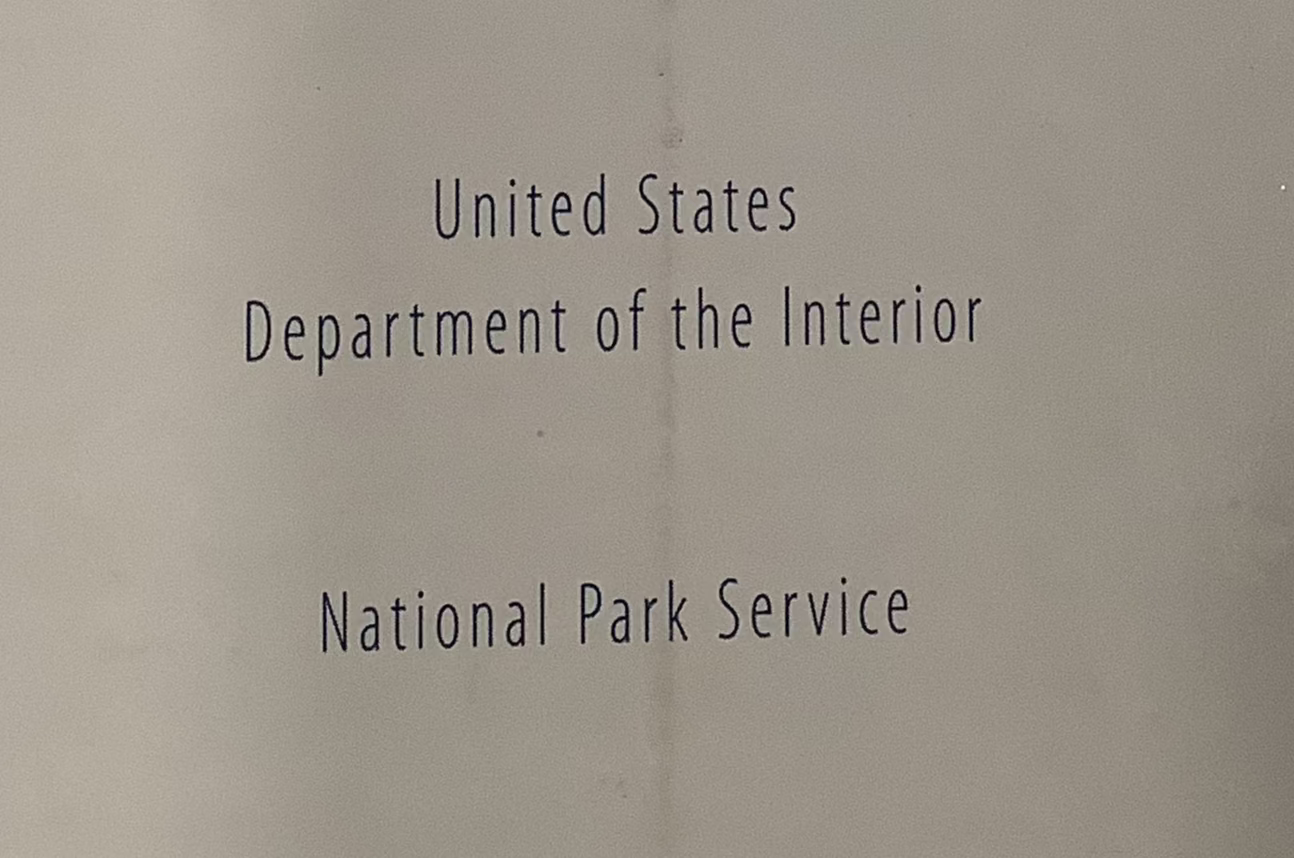 United States
Department of the Interior
National Park Service